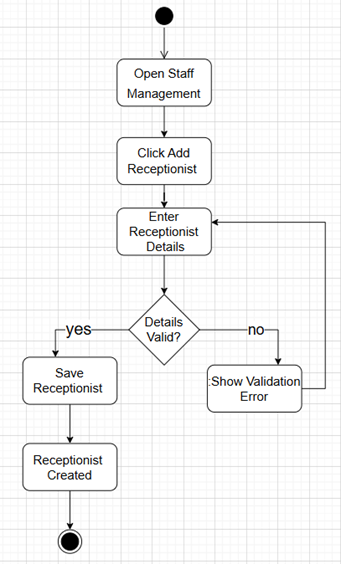 Open Staff
Management
Click Add
Receptionist
Enter
Receptionist
Details
Details
Valid?
yes
no
Save
Receptionist
:Show Validation
Error
Receptionist
Created